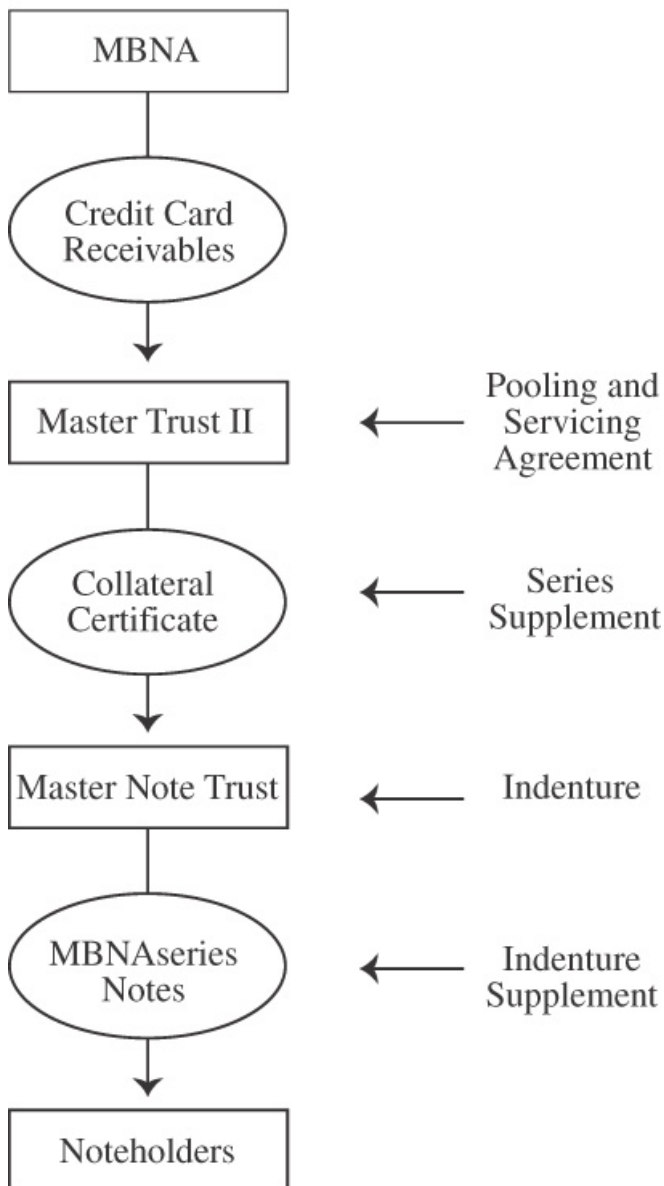 MBNA
Credit Card
Receivables
Master Trust II
Pooling and
Servicing
Agreement
Collateral
Certificate
Series
Supplement
Master Note Trust
Indenture
MBNAseries
Notes
Indenture
Supplement
Noteholders